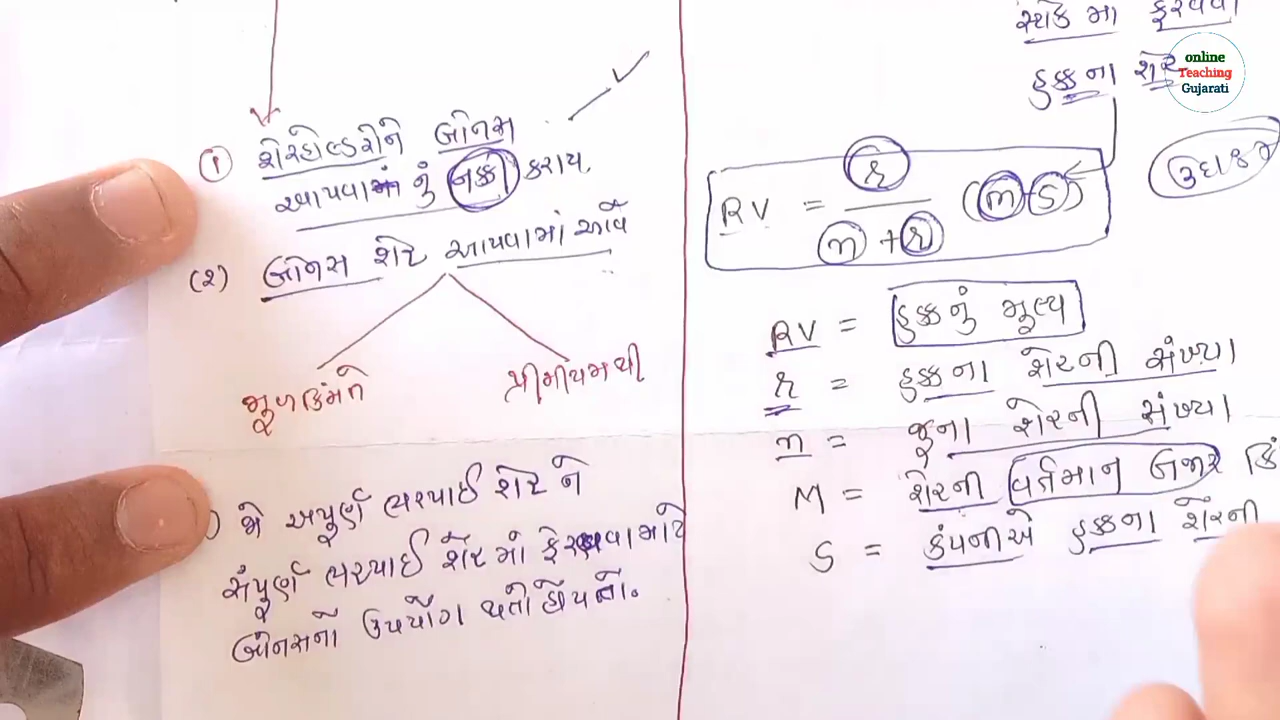 ① શેરહોલ્ડરોને બોનસ
આપવાનું નક્કી કરાય.
(૨) બોનસ શેર આપવામાં આવે
મૂળકિંમતે
પ્રીમીયમથી
) જે અપૂર્ણ ભરપાઈ શેર ને
સંપૂર્ણ ભરપાઈ શેર માં ફેરવવા માટે
બોનસનો ઉપયોગ થતો હોય તો.
સ્ટોક માં ફેરવવા
હક્કના શેર
RV = r / n + r (m-s)
ઉદાહરણ
RV = હક્કનું મૂલ્ય
r = હક્કના શેરની સંખ્યા
n = જૂના શેરની સંખ્યા
M = શેરની વર્તમાન બજાર
S = કંપનીએ હક્કના શેરની
online
Teaching
Gujarati